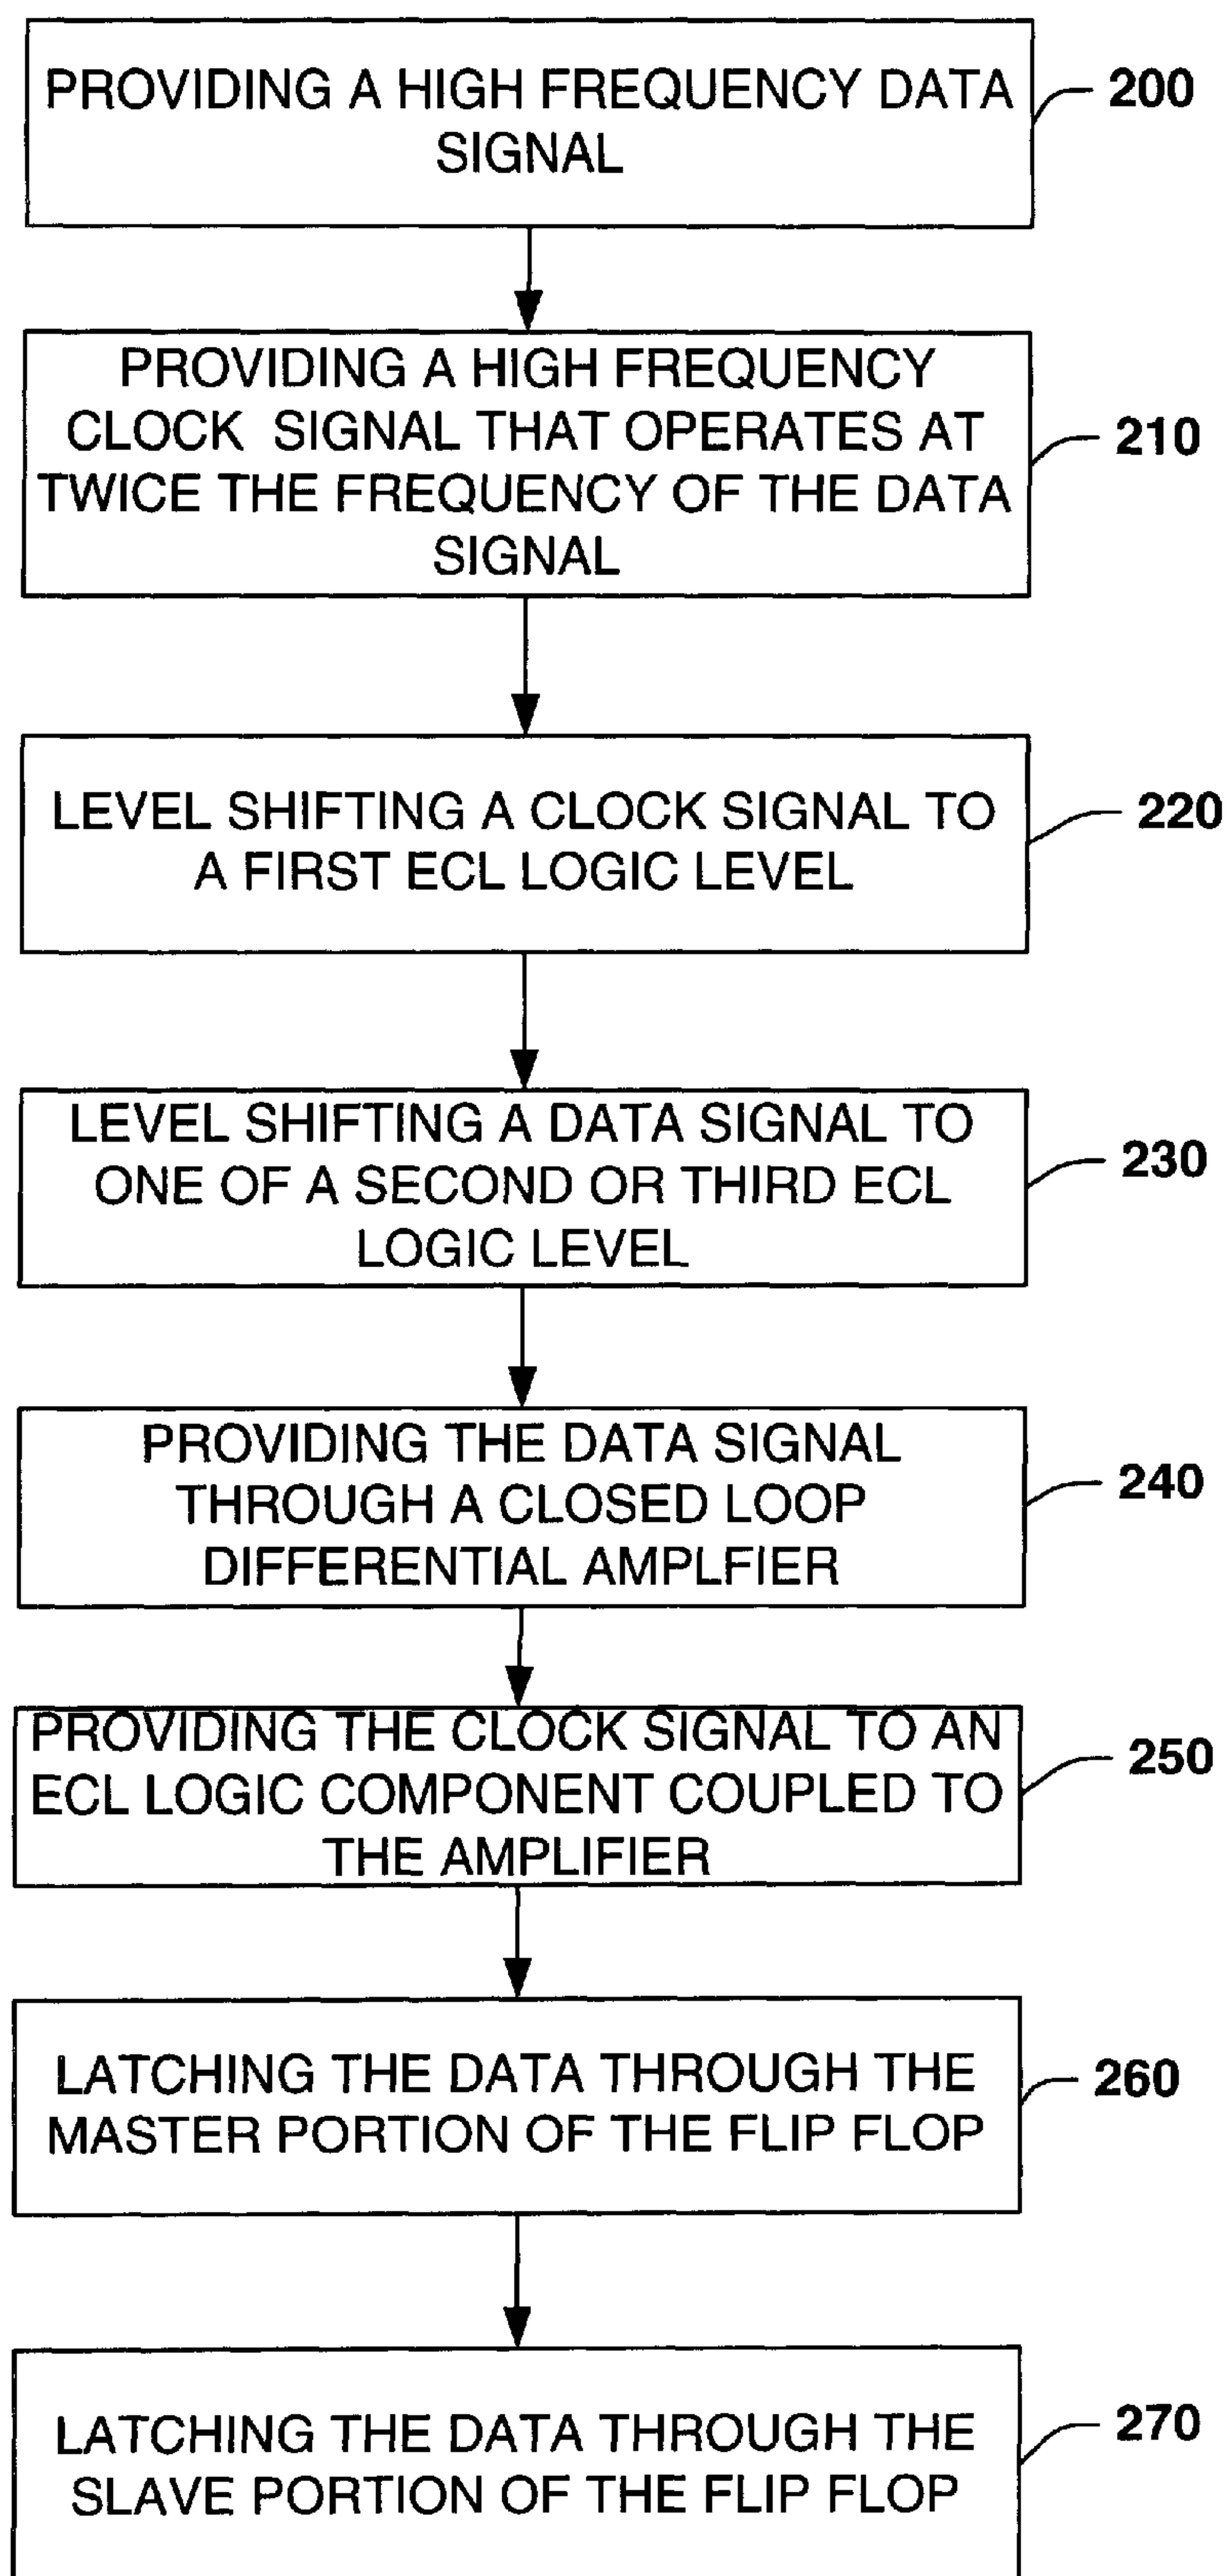 PROVIDING A HIGH FREQUENCY DATA
SIGNAL
200
PROVIDING A HIGH FREQUENCY
CLOCK SIGNAL THAT OPERATES AT
TWICE THE FREQUENCY OF THE DATA
SIGNAL
210
LEVEL SHIFTING A CLOCK SIGNAL TO
A FIRST ECL LOGIC LEVEL
220
LEVEL SHIFTING A DATA SIGNAL TO
ONE OF A SECOND OR THIRD ECL
LOGIC LEVEL
230
PROVIDING THE DATA SIGNAL
THROUGH A CLOSED LOOP
DIFFERENTIAL AMPLFIER
240
PROVIDING THE CLOCK SIGNAL TO AN
ECL LOGIC COMPONENT COUPLED TO
THE AMPLIFIER
250
LATCHING THE DATA THROUGH THE
MASTER PORTION OF THE FLIP FLOP
260
LATCHING THE DATA THROUGH THE
SLAVE PORTION OF THE FLIP FLOP
270